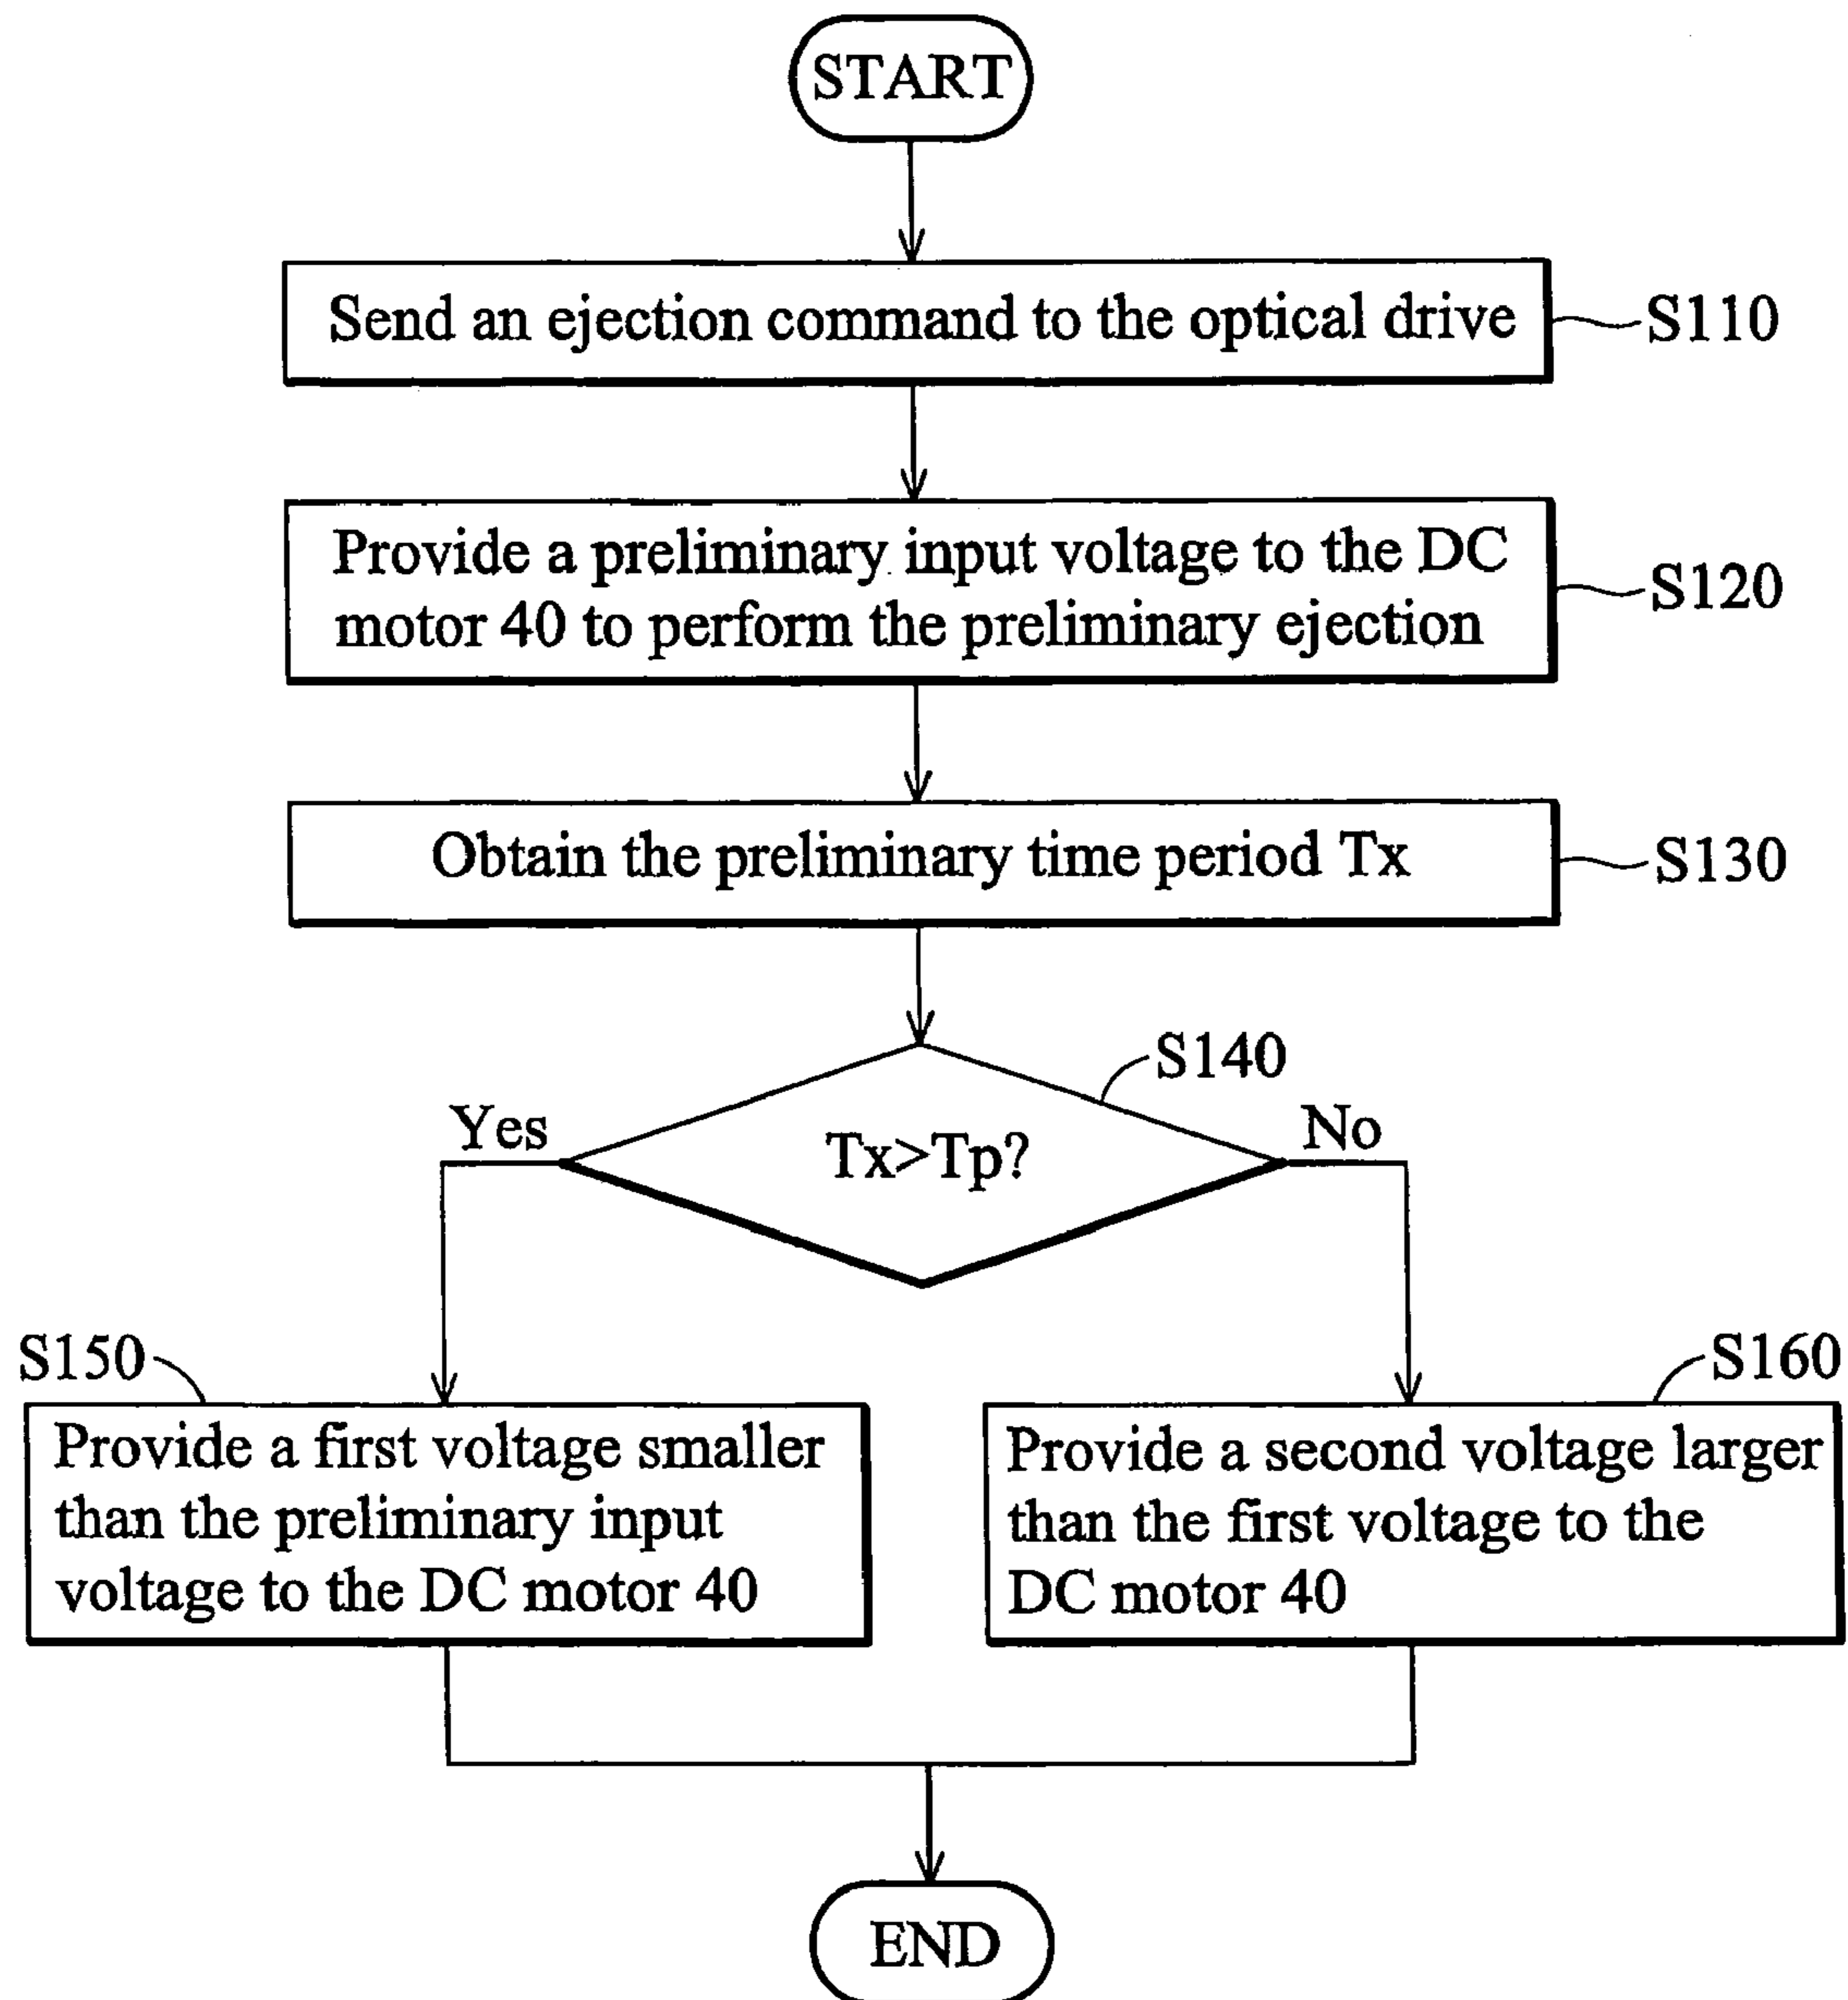 START
Send an ejection command to the optical drive
S110
Provide a preliminary input voltage to the DC
motor 40 to perform the preliminary ejection
S120
Obtain the preliminary time period Tx
S130
S140
Yes
Tx>Tp?
No
S150
Provide a first voltage smaller
than the preliminary input
voltage to the DC motor 40
S160
Provide a second voltage larger
than the first voltage to the
DC motor 40
END